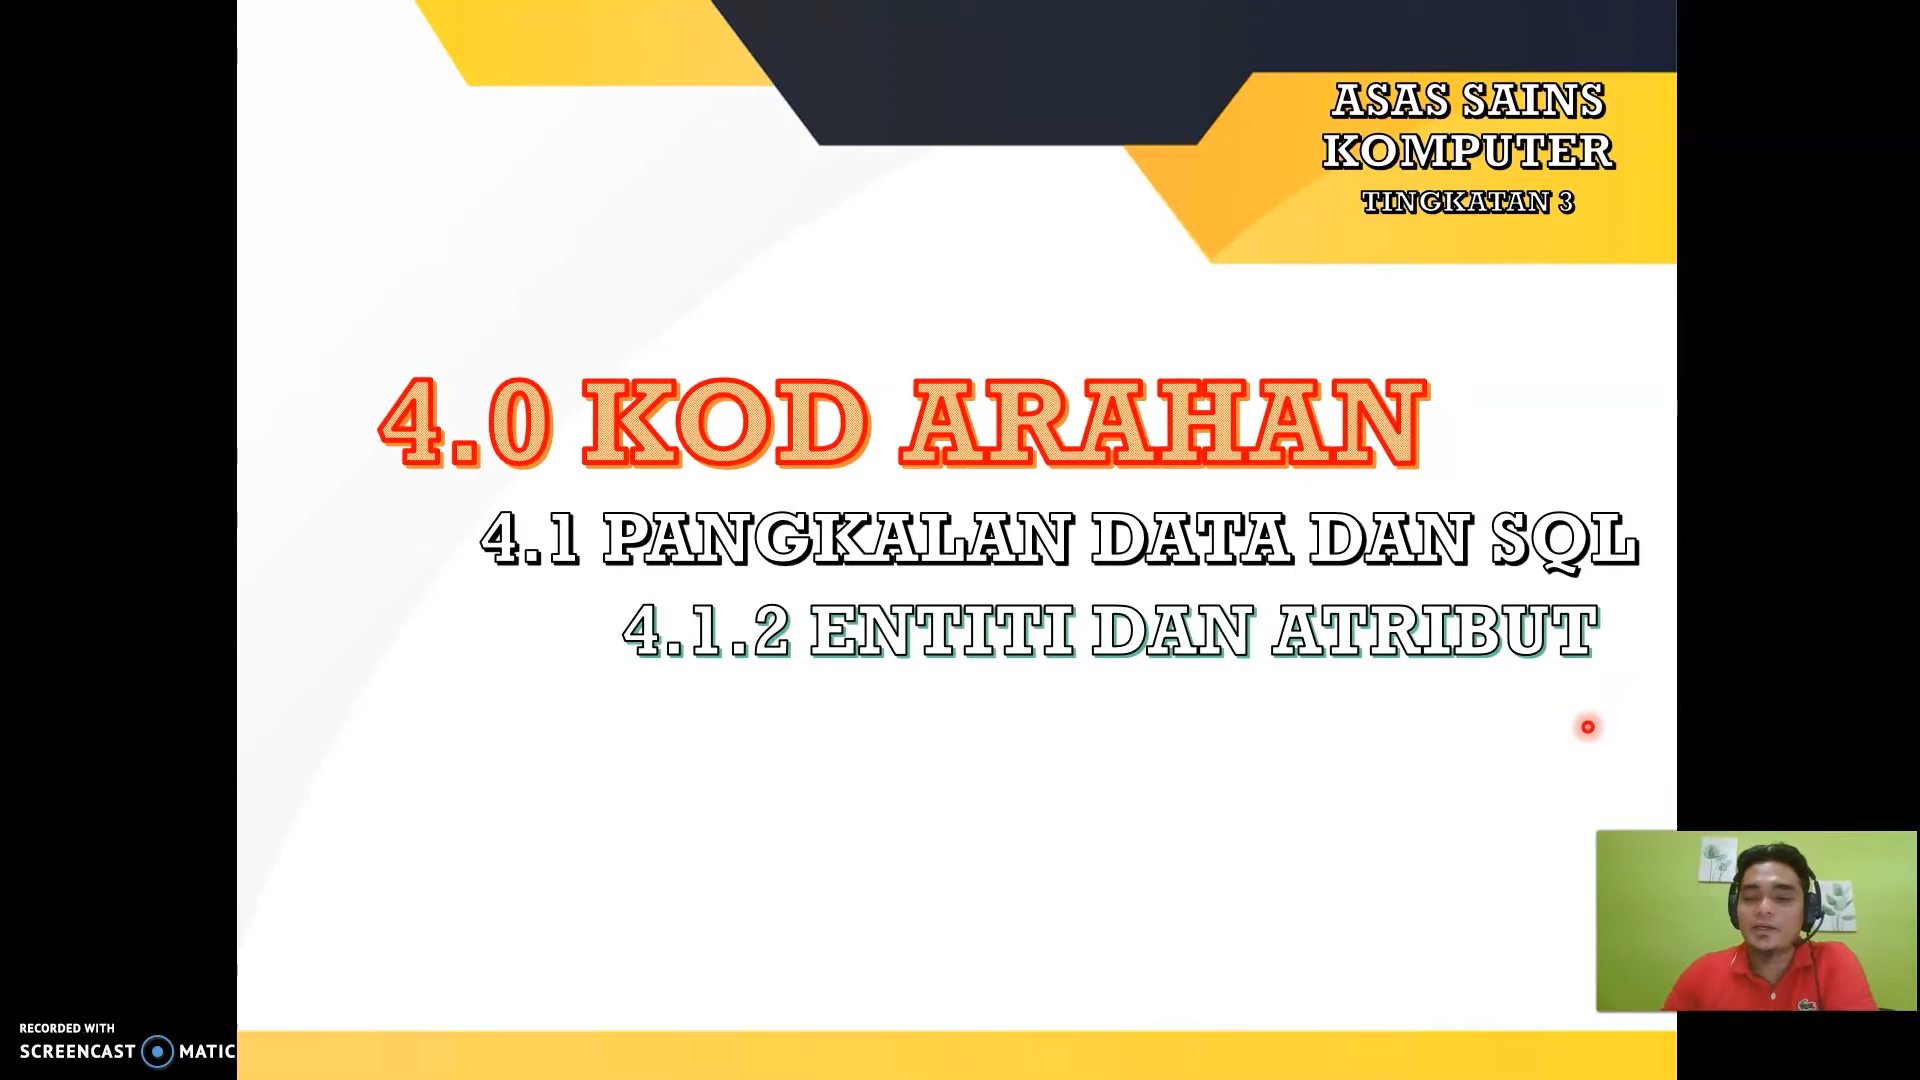 ASAS SAINS
KOMPUTER
TINGKATAN 3
4.0 KOD ARAHAN
4.1 PANGKALAN DATA DAN SQL
4.1.2 ENTITI DAN ATRIBUT
RECORDED WITH
SCREENCAST MATIC